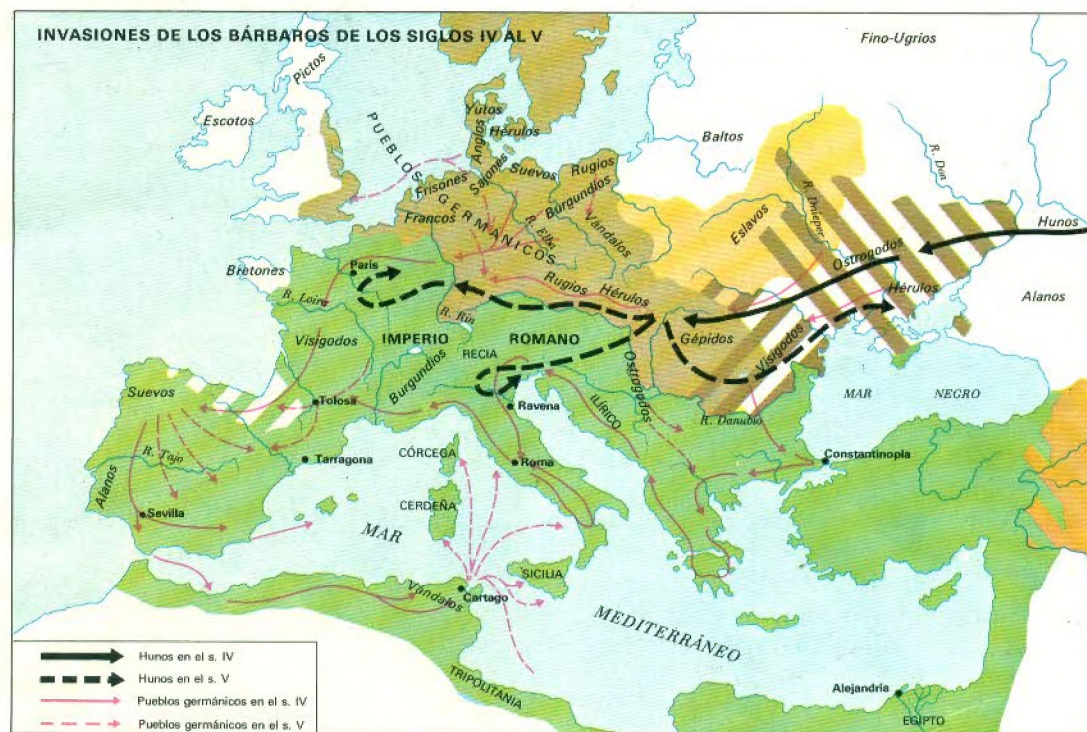 INVASIONES DE LOS BÁRBAROS DE LOS SIGLOS IV AL V
Fino-Ugrios
Pictos
Escotos
Yutos
Hérulos
Anglos
Sajones
PUEBLOS
GERMÁNICOS
Baltos
R. Don
Suevos
Rugios
Frisones
Burgundios
Vándalos
Francos
R. Elba
Eslavos
R. Dniéper
Hunos
Ostrogodos
Bretones
París
Rugios
Hérulos
Hérulos
Alanos
R. Loira
R. Rin
IMPERIO
ROMANO
Gépidos
Visigodos
Visigodos
RECIA
Burgundios
Ostrogodos
Suevos
Tolosa
Ravena
ILÍRICO
R. Danubio
MAR NEGRO
R. Tajo
Tarragona
CÓRCEGA
Roma
Constantinopla
Alanos
CERDEÑA
Sevilla
MAR
SICILIA
Vándalos
Cartago
MEDITERRÁNEO
TRIPOLITANIA
Alejandría
EGIPTO
Hunos en el s. IV
Hunos en el s. V
Pueblos germánicos en el s. IV
Pueblos germánicos en el s. V